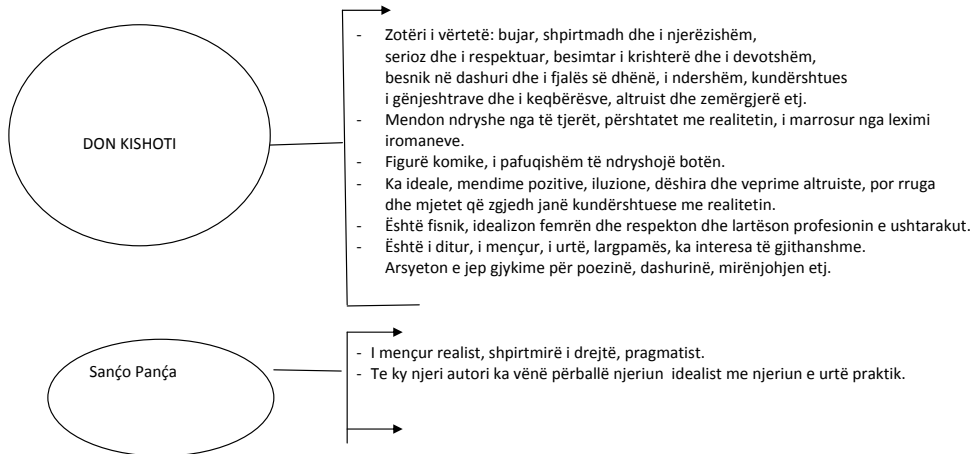 DON KISHOTI
- Zotëri i vërtetë: bujar, shpirtmadh dhe i njerëzishëm,
serioz dhe i respektuar, besimtar i krishterë dhe i devotshëm,
besnik në dashuri dhe i fjalës së dhënë, i ndershëm, kundërshtues
i gënjeshtrave dhe i keqbërësve, altruist dhe zemërgjerë etj.
- Mendon ndryshe nga të tjerët, përshtatet me realitetin, i marrosur nga leximi
iromaneve.
- Figurë komike, i pafuqishëm të ndryshojë botën.
- Ka ideale, mendime pozitive, iluzione, dëshira dhe veprime altruiste, por rruga
dhe mjetet që zgjedh janë kundërshtuese me realitetin.
- Është fisnik, idealizon femrën dhe respekton dhe lartëson profesionin e ushtarakut.
- Është i ditur, i mençur, i urtë, largpamës, ka interesa të gjithanshme.
Arsyeton e jep gjykime për poezinë, dashurinë, mirënjohjen etj.
Sanço Pança
- I mençur realist, shpirtmirë i drejtë, pragmatist.
- Te ky njeri autori ka vënë përballë njeriun idealist me njeriun e urtë praktik.